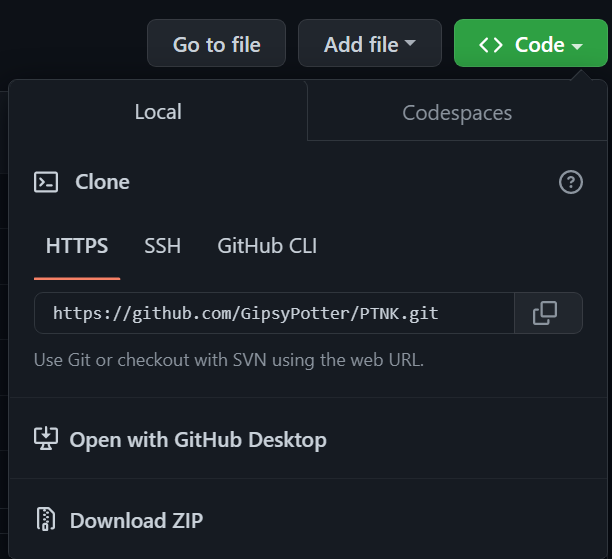 Go to file Add file Code
Local Codespaces
Clone
HTTPS SSH GitHub CLI
https://github.com/GipsyPotter/PTNK.git
Use Git or checkout with SVN using the web URL.
Open with GitHub Desktop
Download ZIP